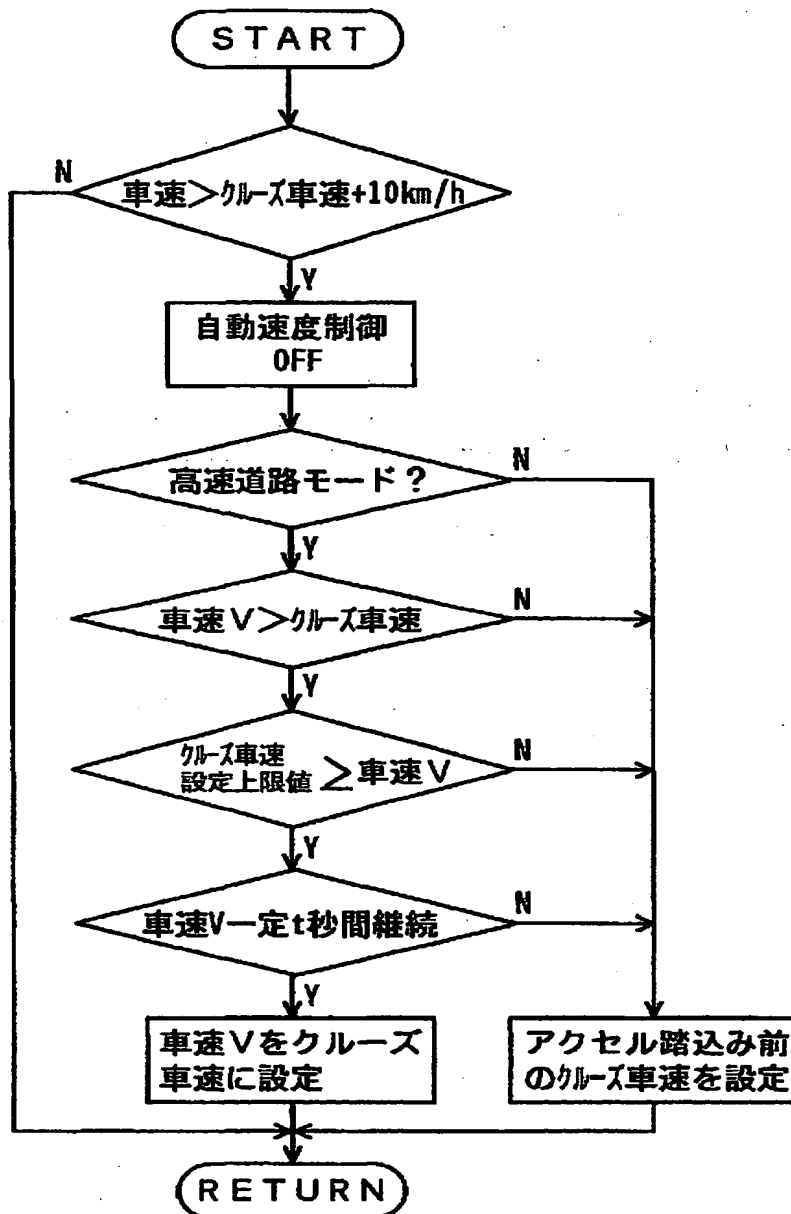 START
N
車速>クルーズ車速+10km/h
Y
自動速度制御
OFF
高速道路モード?
N
Y
車速V>クルーズ車速
N
Y
クルーズ車速
設定上限値≧車速V
N
Y
車速V一定t秒間継続
N
Y
車速Vをクルーズ
車速に設定
アクセル踏込み前
のクルーズ車速を設定
RETURN